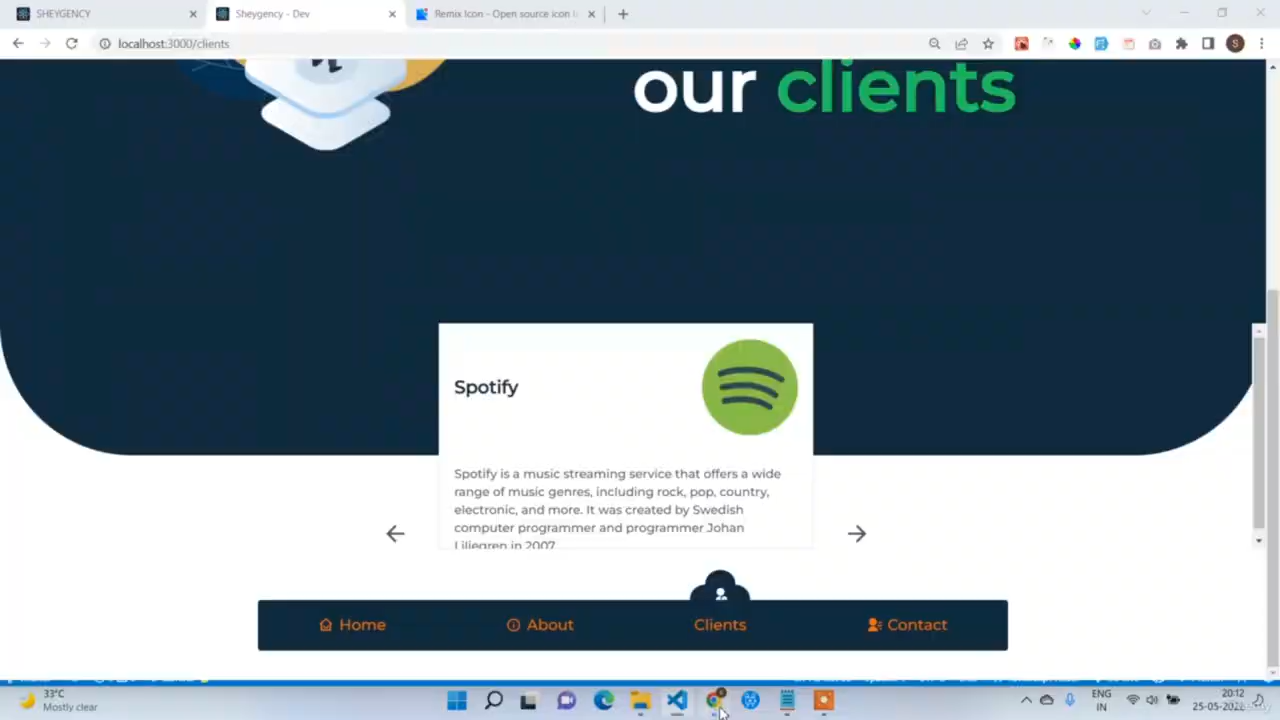 SHEYGENCY
Sheygency - Dev
Remix Icon - Open source icon l
localhost:3000/clients
S
our clients
Spotify
Spotify is a music streaming service that offers a wide
range of music genres, including rock, pop, country,
electronic, and more. It was created by Swedish
computer programmer and programmer Johan
Liljegren in 2007
Home
About
Clients
Contact
33°C
Mostly clear
ENG
IN
20:12
25-05-2022